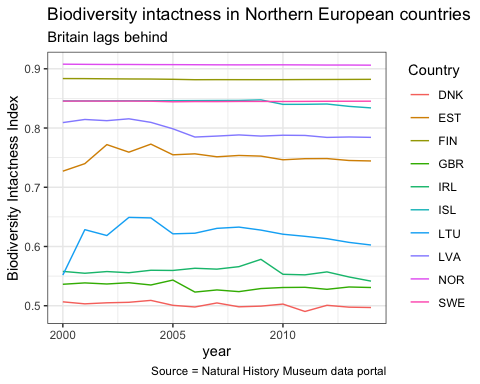 Biodiversity intactness in Northern European countries
Britain lags behind
Biodiversity Intactness Index
0.9
0.8
0.7
0.6
0.5
2000
2005
2010
year
Country
DNK
EST
FIN
GBR
IRL
ISL
LTU
LVA
NOR
SWE
Source = Natural History Museum data portal